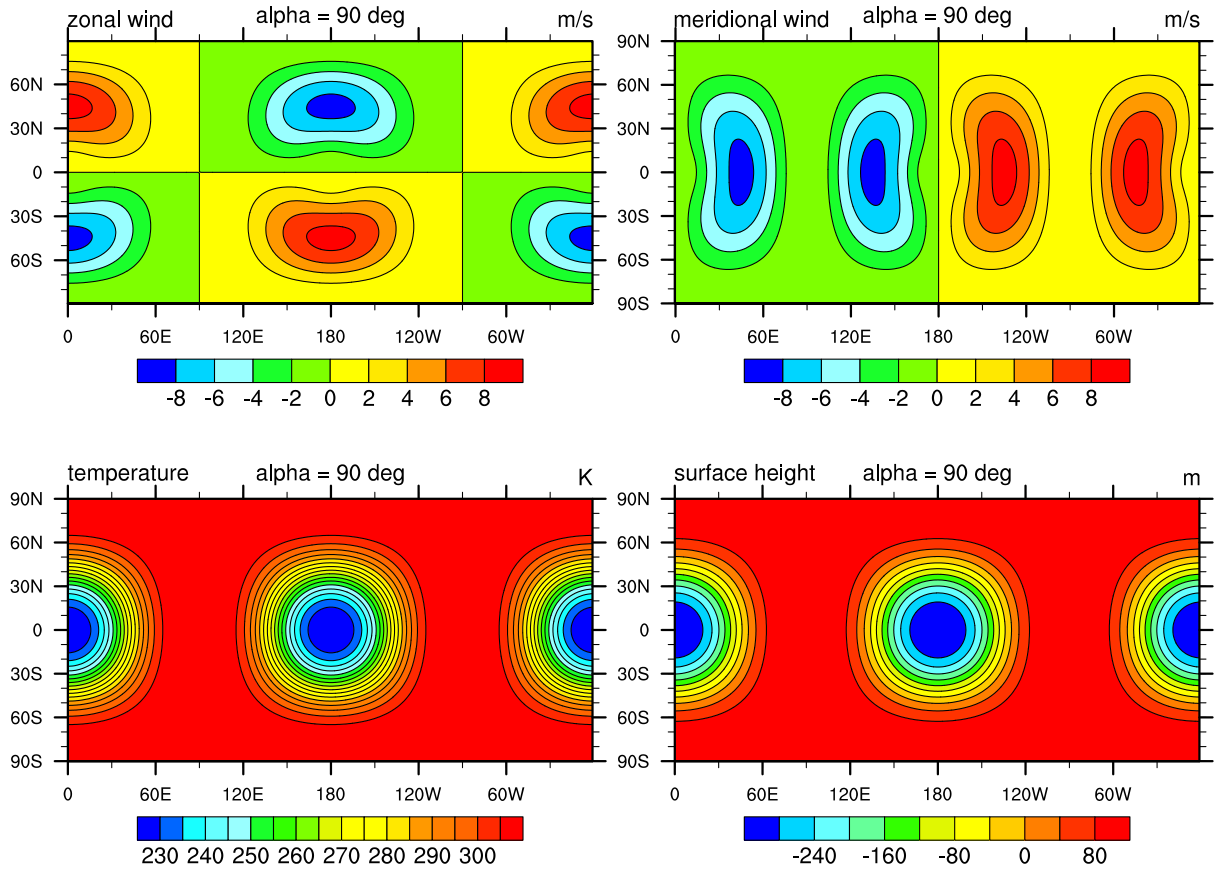 zonal wind alpha = 90 deg m/s
60N
30N
0
30S
60S
0 60E 120E 180 120W 60W
-8 -6 -4 -2 0 2 4 6 8
meridional wind alpha = 90 deg m/s
90N
60N
30N
0
30S
60S
90S
0 60E 120E 180 120W 60W
-8 -6 -4 -2 0 2 4 6 8
temperature alpha = 90 deg K
90N
60N
30N
0
30S
60S
90S
0 60E 120E 180 120W 60W
230 240 250 260 270 280 290 300
surface height alpha = 90 deg m
90N
60N
30N
0
30S
60S
90S
0 60E 120E 180 120W 60W
-240 -160 -80 0 80